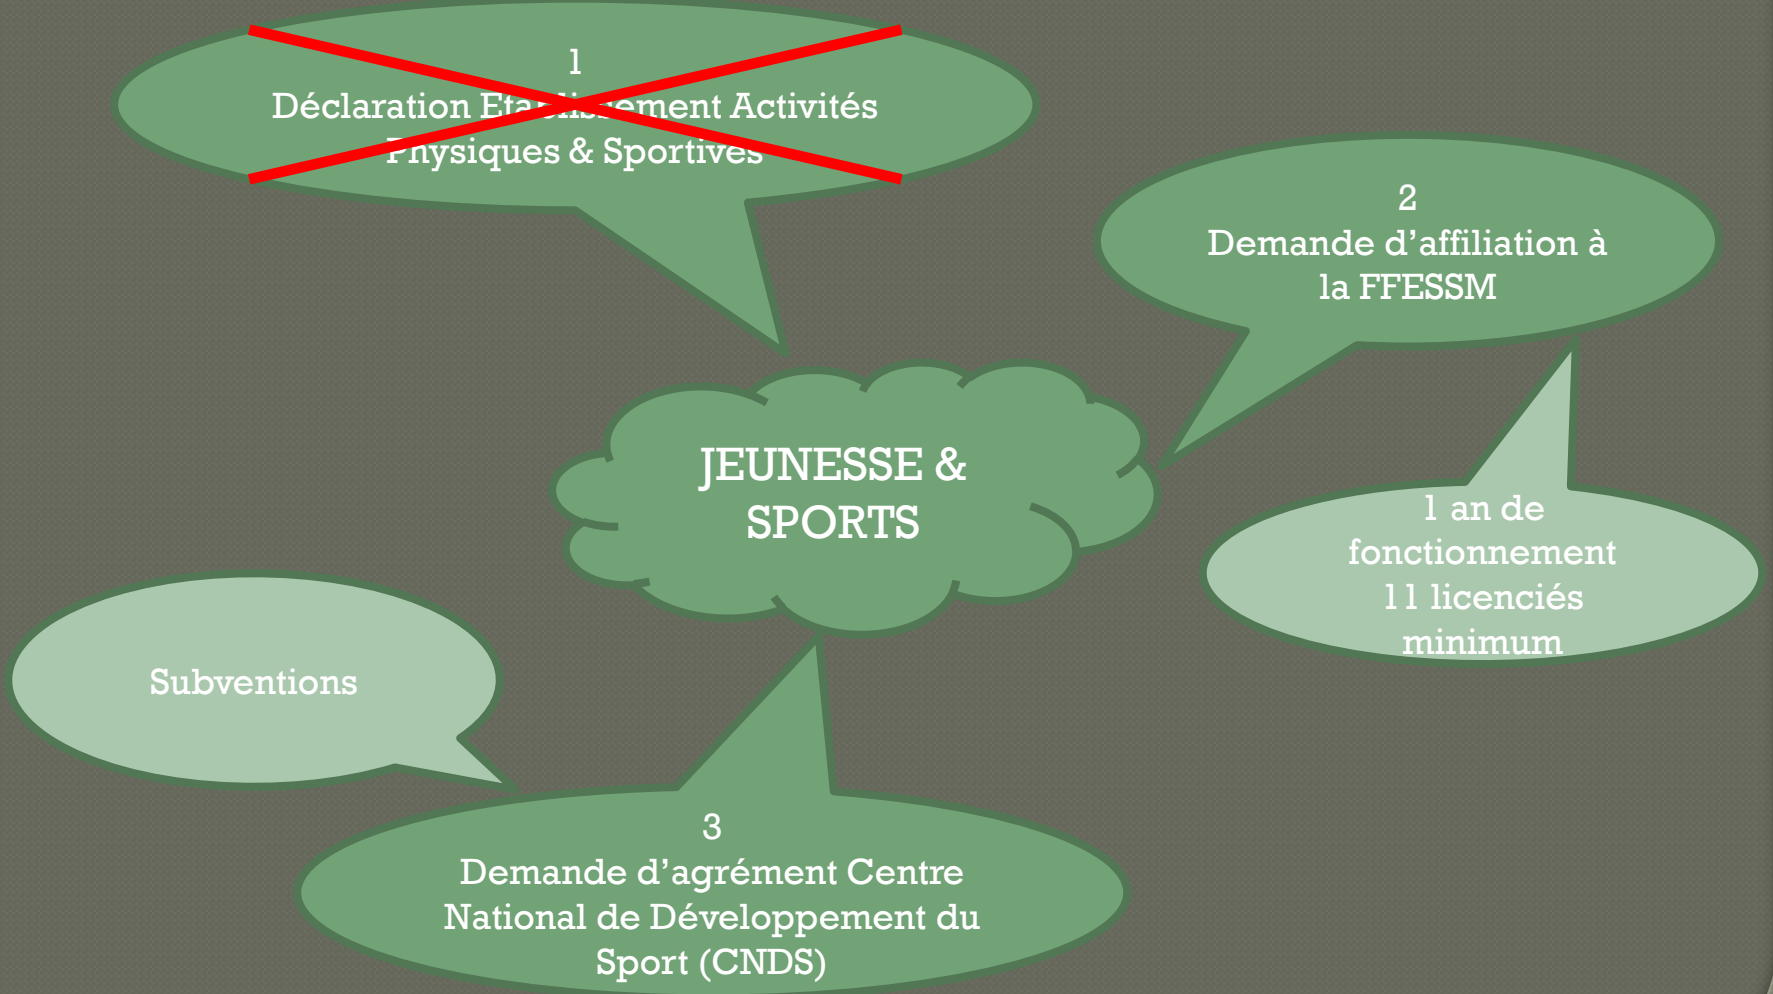 1
Déclaration Etablissement Activités
Physiques & Sportives
2
Demande d’affiliation à
la FFESSM
JEUNESSE &
SPORTS
1 an de
fonctionnement
11 licenciés
minimum
Subventions
3
Demande d’agrément Centre
National de Développement du
Sport (CNDS)